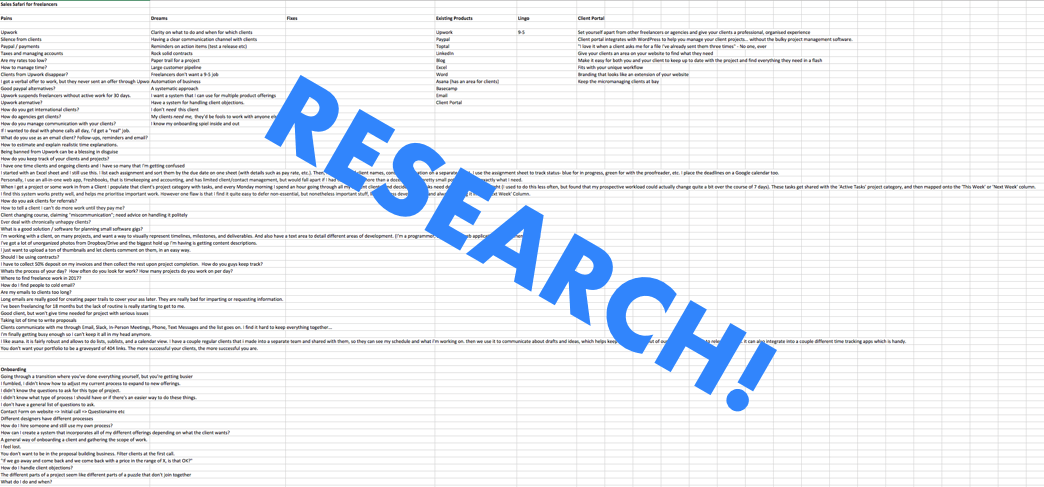 Sales Safari for freelancers
Pains
Upwork
Silence from clients
Paypal / payments
Taxes and managing accounts
Are my rates too low?
How to manage time?
Clients from Upwork disappear?
I got a verbal offer to work, but they never sent an offer through Upwo
Good paypal alternatives?
Upwork suspends freelancers without active work for 30 days.
Upwork aternative?
How do you get international clients?
How do agencies get clients?
How do you manage communication with your clients?
If I wanted to deal with phone calls all day, I'd get a "real" job.
What do you use as an email client? Follow-ups, reminders and email?
How to estimate and explain realistic time explanations.
Being banned from Upwork can be a blessing in disguise
How do you keep track of your clients and projects?
I have one time clients and ongoing clients and I have so many that I'm getting confused
I started with an Excel sheet and I still use this. I list each assignment and sort them by the due date on one sheet (with details such as pay rate, etc.). Then, client names, on a separate I use the assignment sheet to track status- blue for in progress, green for with the proofreader, etc. I place the deadlines on a Google calendar too.
Personally, I use an all-in-one web app, Freshbooks, that is timekeeping and accounting, and has limited client/contact management, but would fall apart if I had more than a pretty small exactly what I need.
When I get a project or some work in from a Client I populate that client's project category with tasks, and every Monday morning I spend an hour going through all my client need (I used to do this less often, but found that my prospective workload could actually change quite a bit over the course of 7 days). These tasks get shared with the 'Active Tasks' project category, and then mapped onto the 'This Week' or 'Next Week' column.
I find this system works pretty well, and helps me prioritise important work. However one flaw is that I find it quite easy to defer non-essential, but nonetheless important stuff, and Week' Column.
How do you ask clients for referrals?
How to tell a client I can't do more work until they pay me?
Client changing course, claiming "miscommunication"; need advice on handling it politely
Ever deal with chronically unhappy clients?
What is a good solution / software for planning small software gigs?
I'm working with a client, on many projects, and want a way to visually represent timelines, milestones, and deliverables. And also have a text area to detail different areas of development. (I'm a programmer,
I've got a lot of unorganized photos from Dropbox/Drive and the biggest hold up I'm having is getting content descriptions.
I just want to upload a ton of thumbnails and let clients comment on them, in an easy way.
Should I be using contracts?
I have to collect 50% deposit on my invoices and then collect the rest upon project completion. How do you guys keep track?
Whats the process of your day? How often do you look for work? How many projects do you work on per day?
Where to find freelance work in 2017?
How do I find people to cold email?
Are my emails to clients too long?
Long emails are really good for creating paper trails to cover your ass later. They are really bad for imparting or requesting information.
I've been freelancing for 18 months but the lack of routine is really starting to get to me.
Good client, but won't give time needed for project with serious issues
Taking lot of time to write proposals
Clients communicate with me through Email, Slack, In-Person Meetings, Phone, Text Messages and the list goes on. I find it hard to keep everything together...
I'm finally getting busy enough so I can't keep it all in my head anymore.
I like asana. it is fairly robust and allows to do lists, sublists, and a calendar view. I have a couple regular clients that I made into a separate team and shared with them, so they can see my schedule and what I'm working on. then we use it to communicate about drafts and ideas, which helps keep out of our it can also integrate into a couple different time tracking apps which is handy.
You don't want your portfolio to be a graveyard of 404 links. The more successful your clients, the more successful you are.
Onboarding
Going through a transition where you've done everything yourself, but you're getting busier
I fumbled, I didn't know how to adjust my current process to expand to new offerings.
I didn't know the questions to ask for this type of project.
I didn't know what type of process I should have or if there's an easier way to do these things.
I don't have a general list of questions to ask.
Contact Form on website => Initial call => Questionaire etc
Different designers have different processes
How do I hire someone and still use my own process?
How can I create a system that incorporates all of my different offerings depending on what the client wants?
A general way of onboarding a client and gathering the scope of work.
I feel lost.
You don't want to be in the proposal building business. Filter clients at the first call.
"If we go away and come back and we come back with a price in the range of X, is that OK?"
How do I handle client objections?
The different parts of a project seem like different parts of a puzzle that don't join together
What do I do and when?
Dreams
Clarity on what to do and when for which clients
Having a clear communication channel with clients
Reminders on action items (test a release etc)
Rock solid contracts
Paper trail for a project
Large customer pipeline
Freelancers don't want a 9-5 job
Automation of business
A systematic approach
I want a system that I can use for multiple product offerings
Have a system for handling client objections.
I don't need this client
My clients need me, they'd be fools to work with anyone
I know my onboarding spiel inside and out
Fixes
Existing Products
Upwork
Paypal
Toptal
LinkedIn
Blog
Excel
Word
Asana (has an area for clients)
Basecamp
Email
Client Portal
Lingo
9-5
Client Portal
Set yourself apart from other freelancers or agencies and give your clients a professional, organised experience
Client portal integrates with WordPress to help you manage your client projects... without the bulky project management software.
"I love it when a client asks me for a file I've already sent them three times" - No one, ever
Give your clients an area on your website to find what they need
Make it easy for both you and your client to keep up to date with the project and find everything they need in a flash
Fits with your unique workflow
Branding that looks like an extension of your website
Keep the micromanaging clients at bay
RESEARCH!